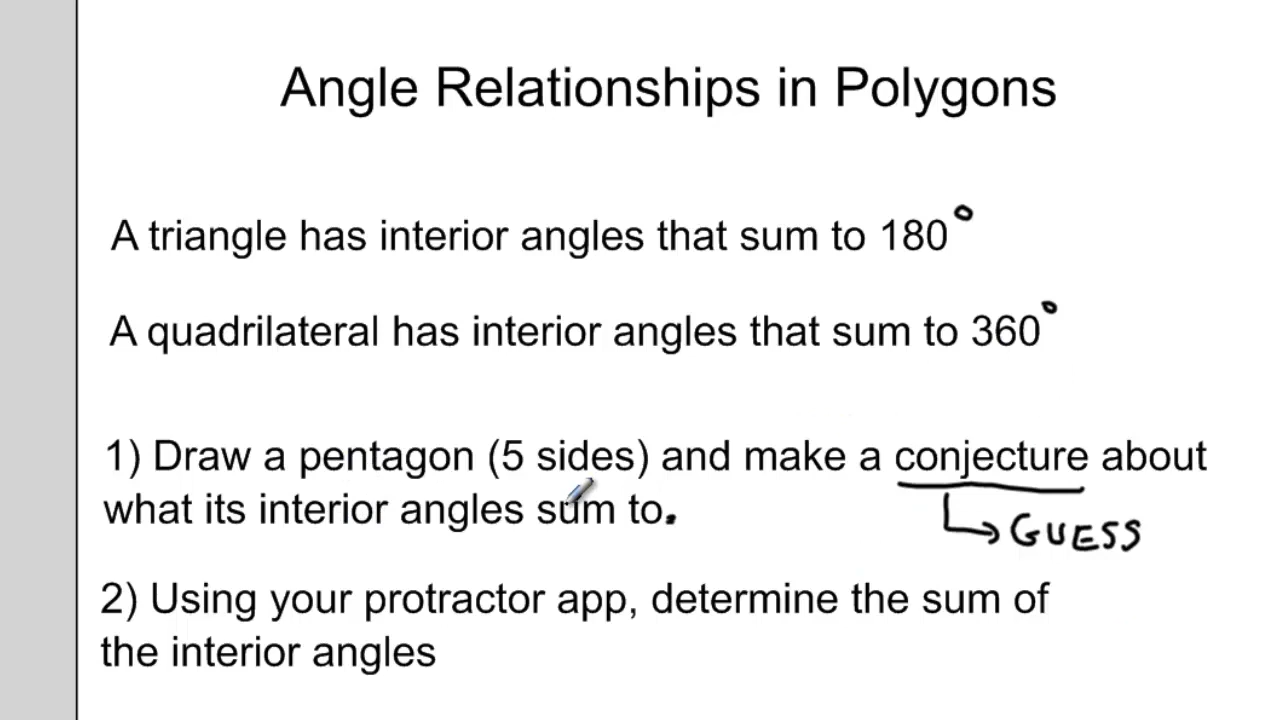 Angle Relationships in Polygons
A triangle has interior angles that sum to 180°
A quadrilateral has interior angles that sum to 360°
1) Draw a pentagon (5 sides) and make a conjecture about
what its interior angles sum to.
GUESS
2) Using your protractor app, determine the sum of
the interior angles